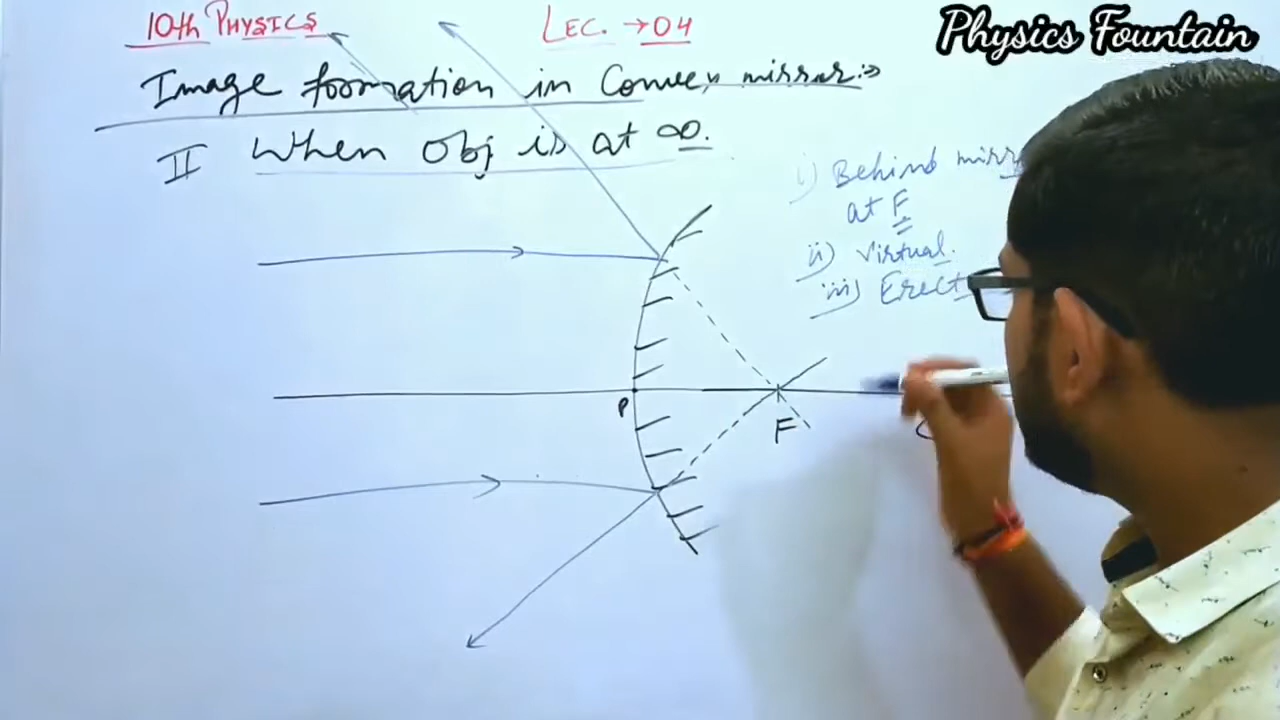 10th PHYSICS
LEC. → 04
Physics Fountain
Image formation in Convex mirror:→
II When Obj is at ∞.
i) Behind
at F
ii) Virtual.
iii) Erect
P
F